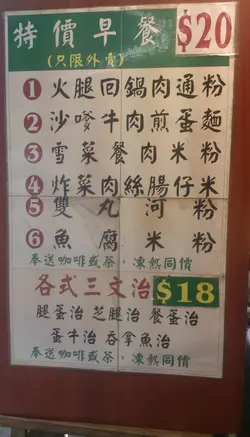 特價早餐 $20
(只限外賣)
1 火腿回鍋肉通粉
2 沙嗲牛肉煎蛋麵
3 雪菜餐肉米粉
4 炸菜肉絲腸仔米
5 雙丸河粉
6 魚腐米粉
奉送咖啡或茶，凍熱同價
各式三文治 $18
腿蛋治 芝腿治 餐蛋治
蛋牛治 吞拿魚治
奉送咖啡或茶，凍熱同價